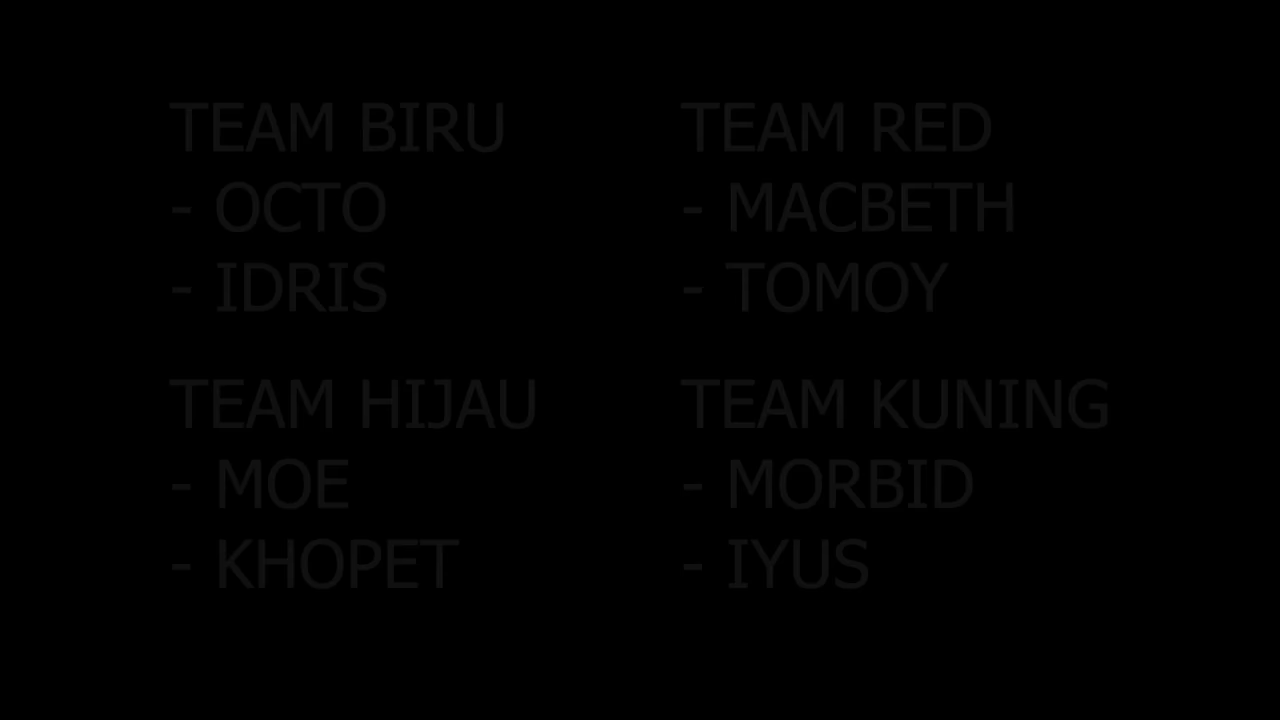 TEAM BIRU
- OCTO
- IDRIS
TEAM RED
- MACBETH
- TOMOY
TEAM HIJAU
- MOE
- KHOPET
TEAM KUNING
- MORBID
- IYUS